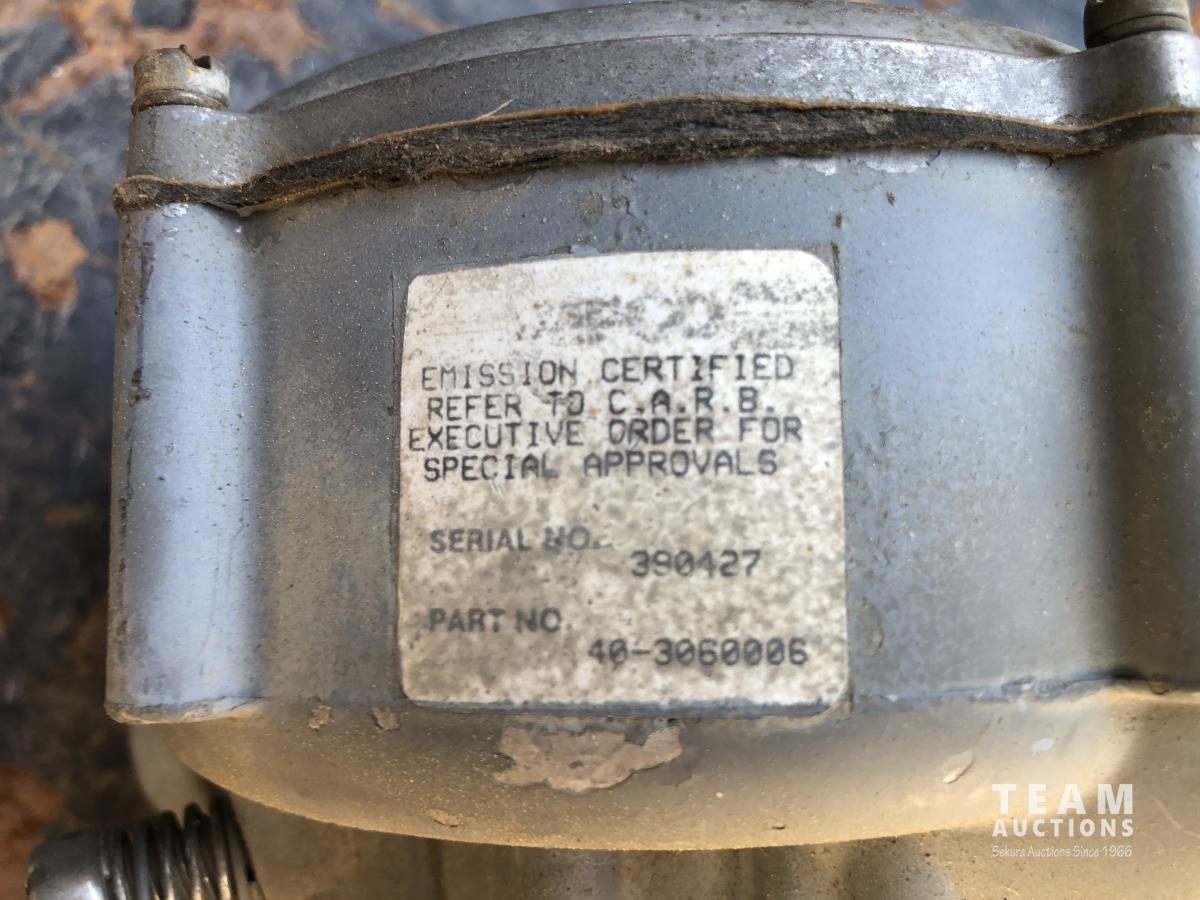 EMISSION CERTIFIED
REFER TO C.A.R.B.
EXECUTIVE ORDER FOR
SPECIAL APPROVALS
SERIAL NO.
390427
PART NO.
40-3060006
TEAM
AUCTIONS
Sekura Auctions Since 1966